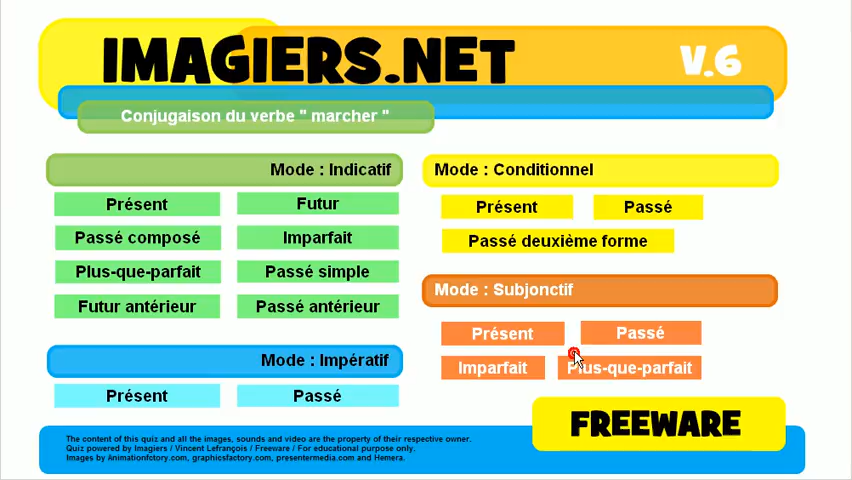 IMAGIERS.NET
V.6
Conjugaison du verbe " marcher "
Mode : Indicatif
Présent
Futur
Passé composé
Imparfait
Plus-que-parfait
Passé simple
Futur antérieur
Passé antérieur
Mode : Impératif
Présent
Passé
Mode : Conditionnel
Présent
Passé
Passé deuxième forme
Mode : Subjonctif
Présent
Passé
Imparfait
Plus-que-parfait
FREEWARE
The content of this quiz and all the images, sounds and video are the property of their respective owner.
Quiz powered by Imagiers / Vincent Lefrançois / Freeware / For educational purpose only.
Images by Animationfctory.com, graphicsfactory.com, presentermedia.com and Hemera.